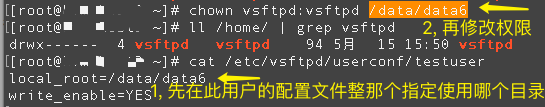 [[root@ ~]# chown vsftpd:vsftpd /data/data6
2, 再修改权限
[[root@ ~]# ll /home/ | grep vsftpd
drwx------ 4 vsftpd vsftpd 94 5月 15 15:50 vsftpd
[[root@ ~]# cat /etc/vsftpd/userconf/testuser
local_root=/data/data6
1, 先在此用户的配置文件整那个指定使用哪个目录
write_enable=YES